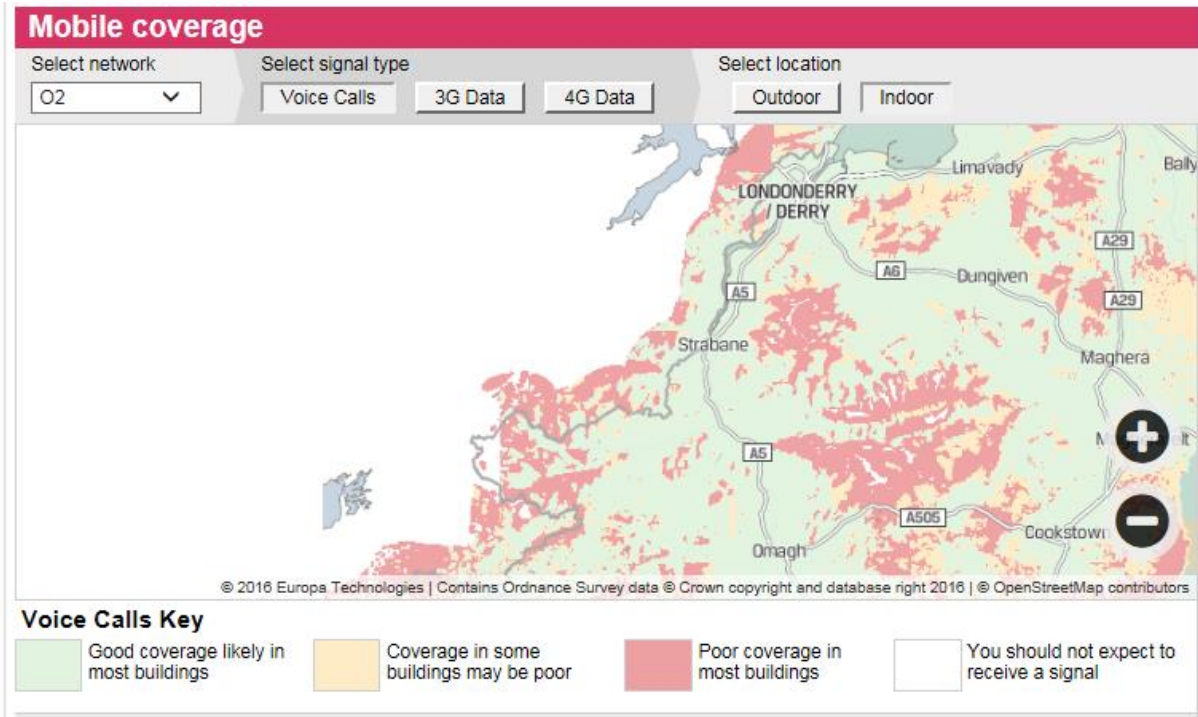 Mobile coverage
Select network
Select signal type
Select location
O2
Voice Calls
3G Data
4G Data
Outdoor
Indoor
Limavady
Bally
LONDONDERRY
/ DERRY
A29
A6
Dungiven
A5
A29
Strabane
Maghera
A5
A505
Cookstown
Omagh
© 2016 Europa Technologies | Contains Ordnance Survey data © Crown copyright and database right 2016 | © OpenStreetMap contributors
Voice Calls Key
Good coverage likely in
most buildings
Coverage in some
buildings may be poor
Poor coverage in
most buildings
You should not expect to
receive a signal